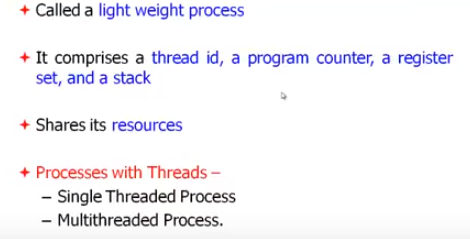 Called a light weight process
It comprises a thread id, a program counter, a register
set, and a stack
Shares its resources
Processes with Threads –
– Single Threaded Process
– Multithreaded Process.